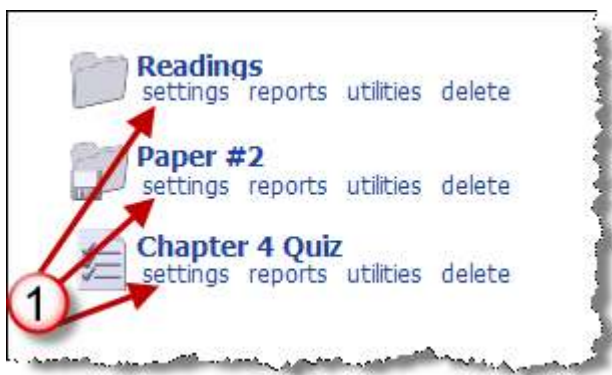 Readings
settings reports utilities delete
Paper #2
settings reports utilities delete
Chapter 4 Quiz
settings reports utilities delete
1